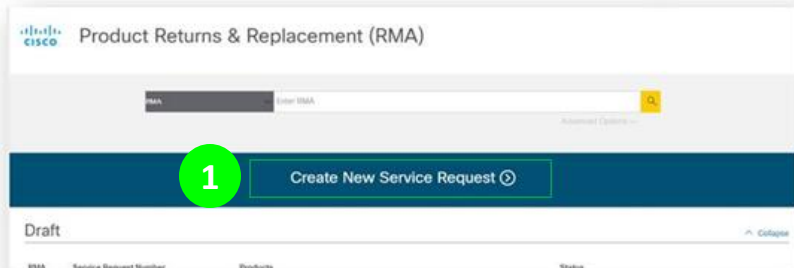 CISCO Product Returns & Replacement (RMA)
RMA Enter RMA
Advanced Options
1 Create New Service Request
Draft
Collapse
RMA Service Request Number Products Status